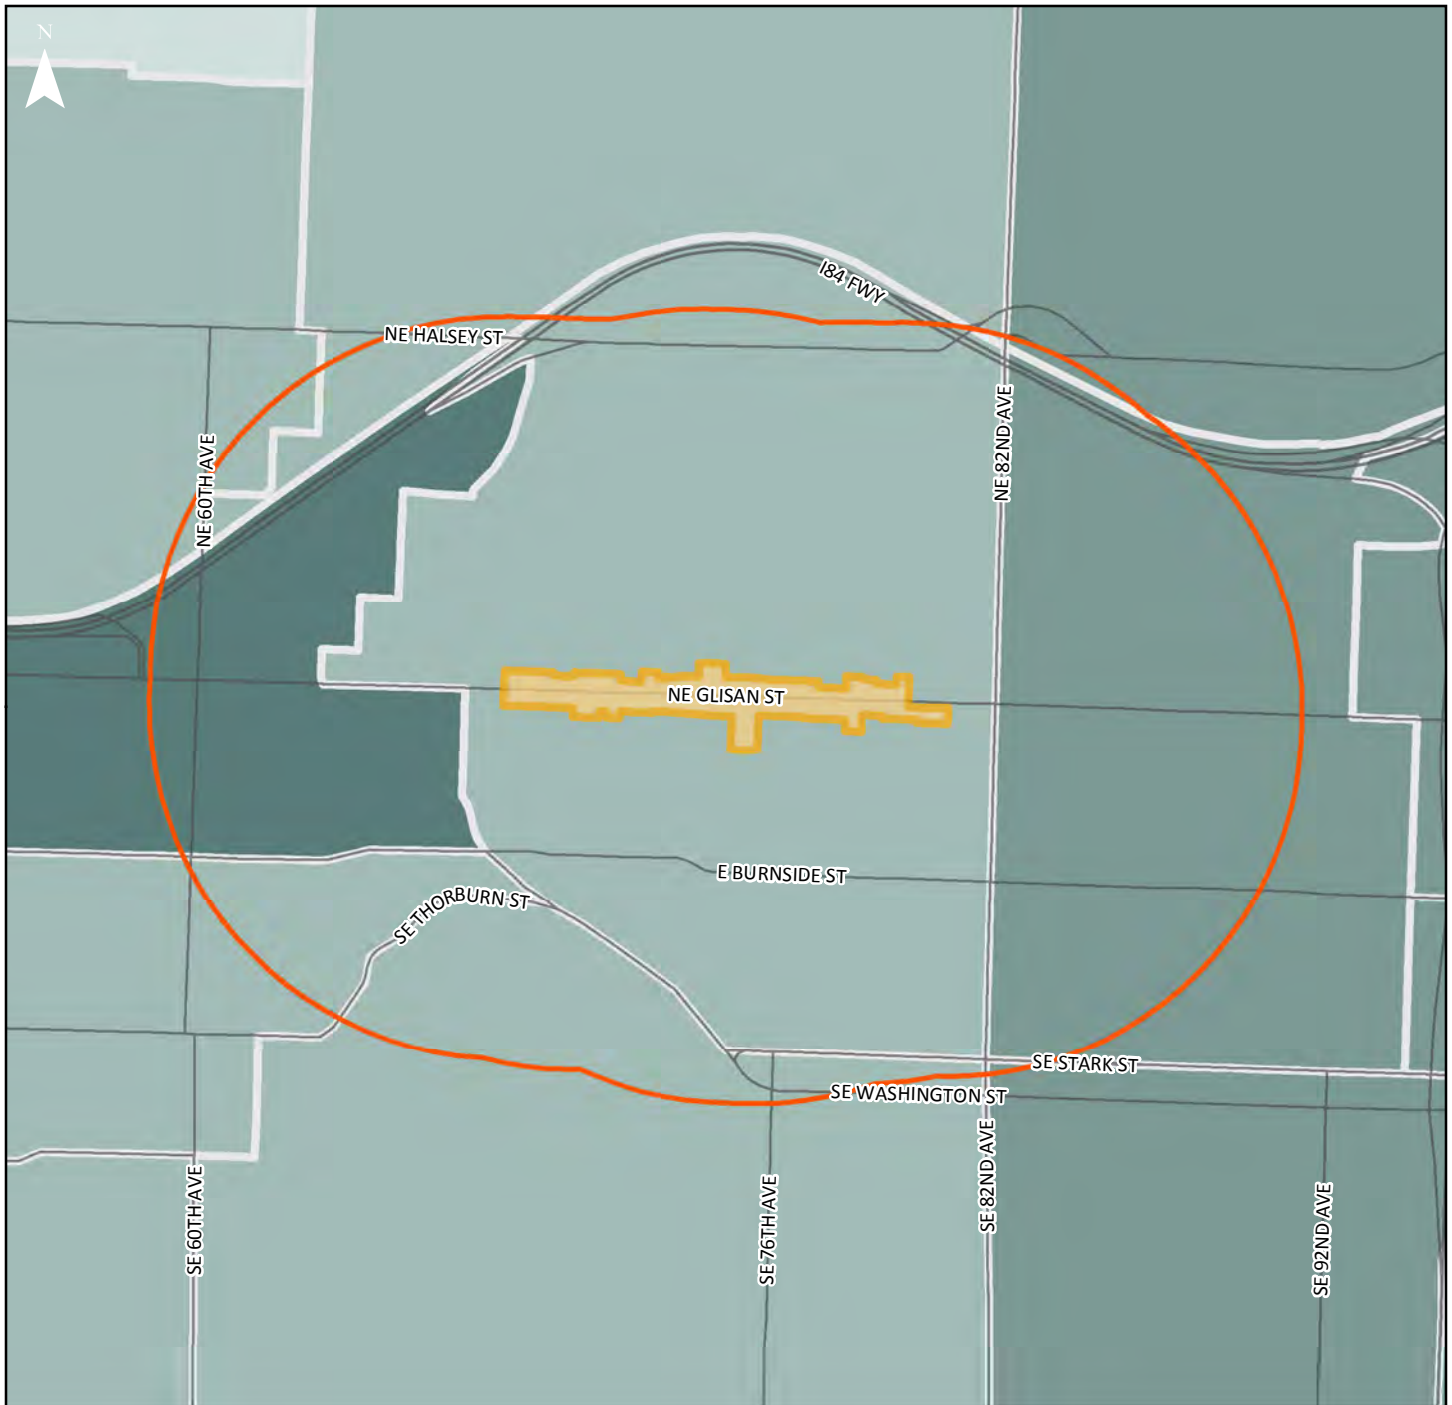 N
I84 FWY
NE HALSEY ST
NE 82ND AVE
NE 60TH AVE
NE GLISAN ST
E BURNSIDE ST
SE THORBURN ST
SE STARK ST
SE WASHINGTON ST
SE 82ND AVE
SE 60TH AVE
SE 76TH AVE
SE 92ND AVE